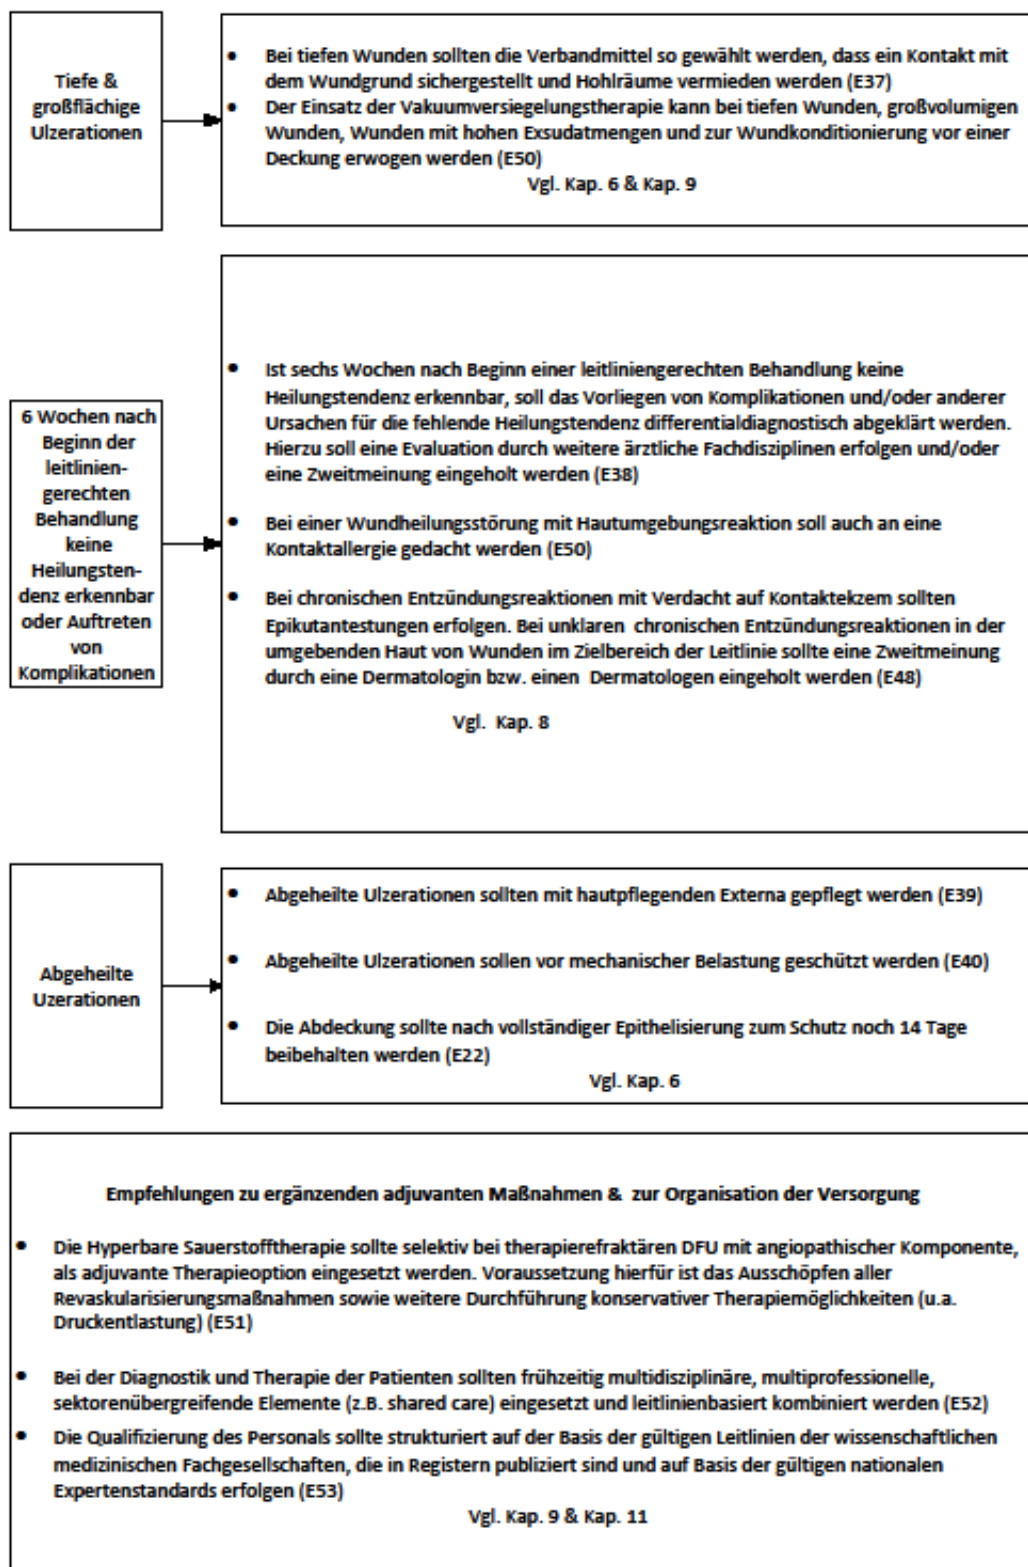 Tiefe &
großflächige
Ulzerationen
• Bei tiefen Wunden sollten die Verbandmittel so gewählt werden, dass ein Kontakt mit
dem Wundgrund sichergestellt und Hohlräume vermieden werden (E37)
• Der Einsatz der Vakuumversiegelungstherapie kann bei tiefen Wunden, großvolumigen
Wunden, Wunden mit hohen Exsudatmengen und zur Wundkonditionierung vor einer
Deckung erwogen werden (E50)
Vgl. Kap. 6 & Kap. 9
6 Wochen nach
Beginn der
leitlinien-
gerechten
Behandlung
keine
Heilungsten-
denz erkennbar
oder Auftreten
von
Komplikationen
• Ist sechs Wochen nach Beginn einer leitliniengerechten Behandlung keine
Heilungstendenz erkennbar, soll das Vorliegen von Komplikationen und/oder anderer
Ursachen für die fehlende Heilungstendenz differentialdiagnostisch abgeklärt werden.
Hierzu soll eine Evaluation durch weitere ärztliche Fachdisziplinen erfolgen und/oder
eine Zweitmeinung eingeholt werden (E38)
• Bei einer Wundheilungsstörung mit Hautumgebungsreaktion soll auch an eine
Kontaktallergie gedacht werden (E50)
• Bei chronischen Entzündungsreaktionen mit Verdacht auf Kontaktekzem sollten
Epikutantestungen erfolgen. Bei unklaren chronischen Entzündungsreaktionen in der
umgebenden Haut von Wunden im Zielbereich der Leitlinie sollte eine Zweitmeinung
durch eine Dermatologin bzw. einen Dermatologen eingeholt werden (E48)
Vgl. Kap. 8
Abgeheilte
Uzerationen
• Abgeheilte Ulzerationen sollten mit hautpflegenden Externa gepflegt werden (E39)
• Abgeheilte Ulzerationen sollen vor mechanischer Belastung geschützt werden (E40)
• Die Abdeckung sollte nach vollständiger Epithelisierung zum Schutz noch 14 Tage
beibehalten werden (E22)
Vgl. Kap. 6
Empfehlungen zu ergänzenden adjuvanten Maßnahmen & zur Organisation der Versorgung
• Die Hyperbare Sauerstofftherapie sollte selektiv bei therapierefraktären DFU mit angiopathischer Komponente,
als adjuvante Therapieoption eingesetzt werden. Voraussetzung hierfür ist das Ausschöpfen aller
Revaskularisierungsmaßnahmen sowie weitere Durchführung konservativer Therapiemöglichkeiten (u.a.
Druckentlastung) (E51)
• Bei der Diagnostik und Therapie der Patienten sollten frühzeitig multidisziplinäre, multiprofessionelle,
sektorenübergreifende Elemente (z.B. shared care) eingesetzt und leitlinienbasiert kombiniert werden (E52)
• Die Qualifizierung des Personals sollte strukturiert auf der Basis der gültigen Leitlinien der wissenschaftlichen
medizinischen Fachgesellschaften, die in Registern publiziert sind und auf Basis der gültigen nationalen
Expertenstandards erfolgen (E53)
Vgl. Kap. 9 & Kap. 11